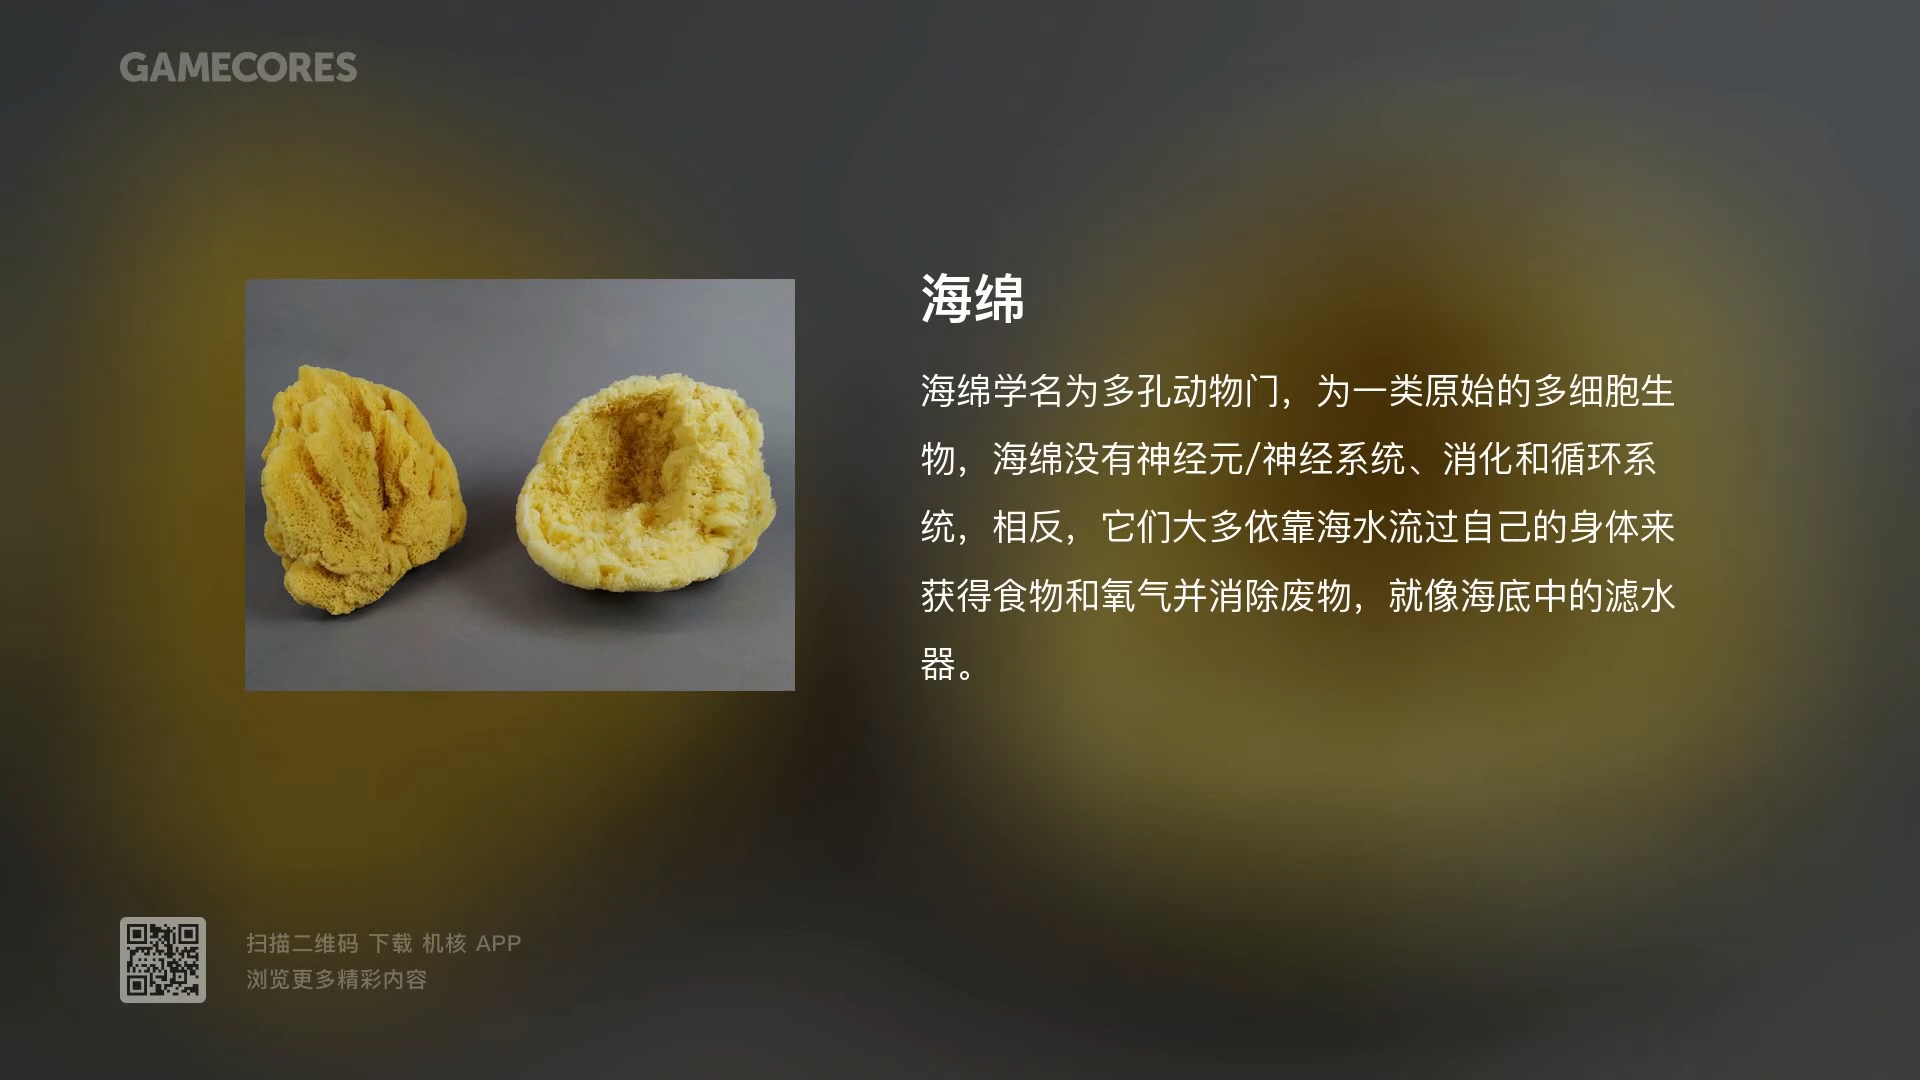 GAMECORES
海绵
海绵学名为多孔动物门，为一类原始的多细胞生
物，海绵没有神经元/神经系统、消化和循环系
统，相反，它们大多依靠海水流过自己的身体来
获得食物和氧气并消除废物，就像海底中的滤水
器。
扫描二维码 下载 机核 APP
浏览更多精彩内容